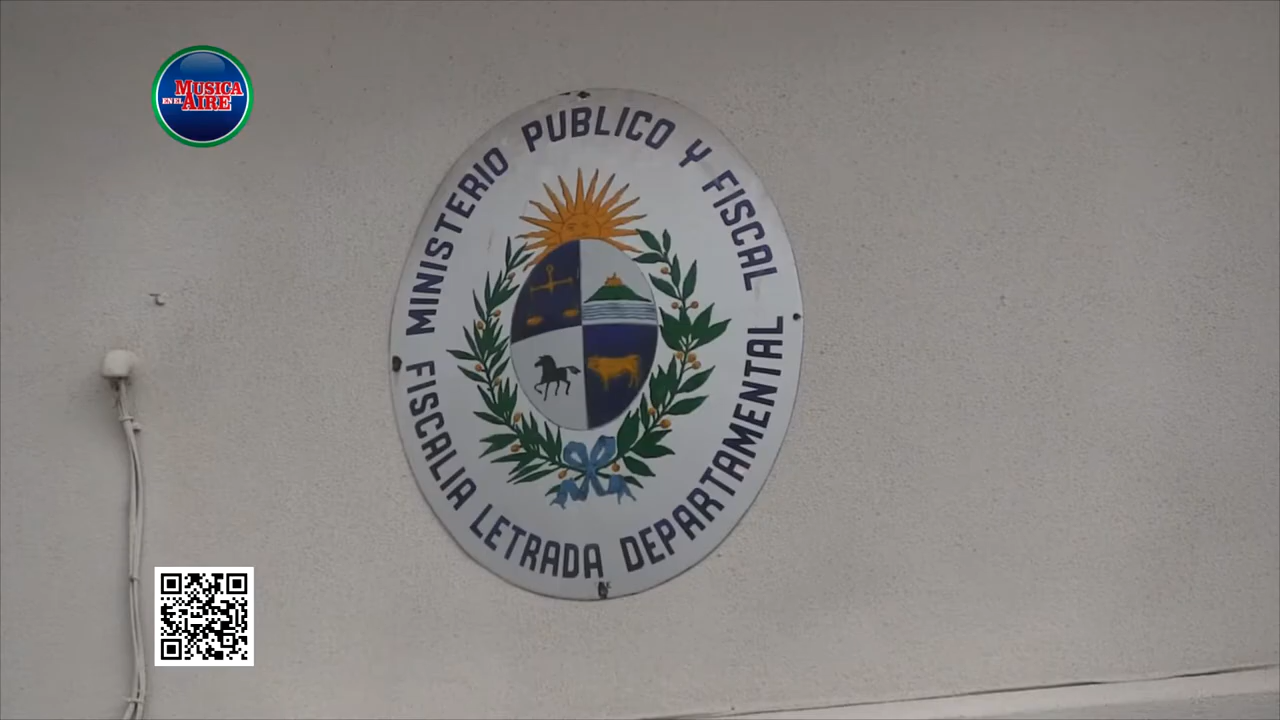 MUSICA
EN EL AIRE
MINISTERIO PUBLICO Y FISCAL
FISCALIA LETRADA DEPARTAMENTAL